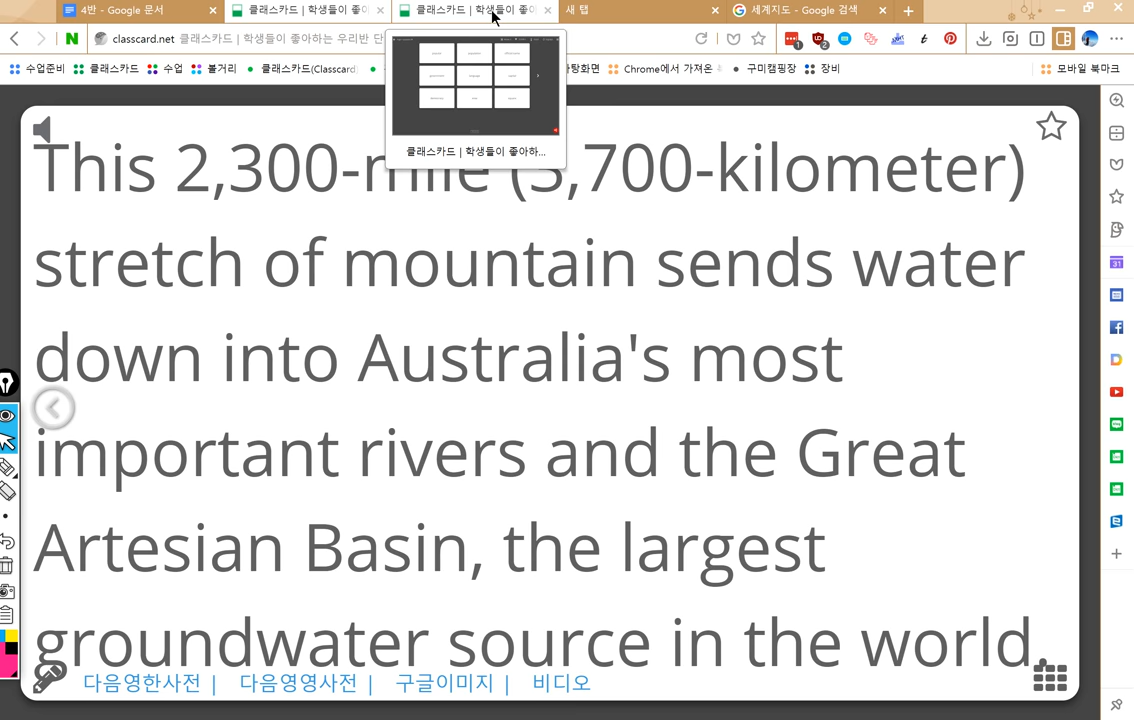 4반 - Google 문서
클래스카드 | 학생들이 좋아
클래스카드 | 학생들이 좋아
새 탭
세계지도 - Google 검색
classcard.net 클래스카드 | 학생들이 좋아하는 우리반 단
수업준비
클래스카드
수업
볼거리
클래스카드(Classcard
탕화면
Chrome에서 가져온
구미캠핑장
장비
모바일 북마크
클래스카드 | 학생들이 좋아하...
This 2,300-mile (3,700-kilometer)
stretch of mountain sends water
down into Australia's most
important rivers and the Great
Artesian Basin, the largest
groundwater source in the world.
다음영한사전 | 다음영영사전 | 구글이미지 | 비디오